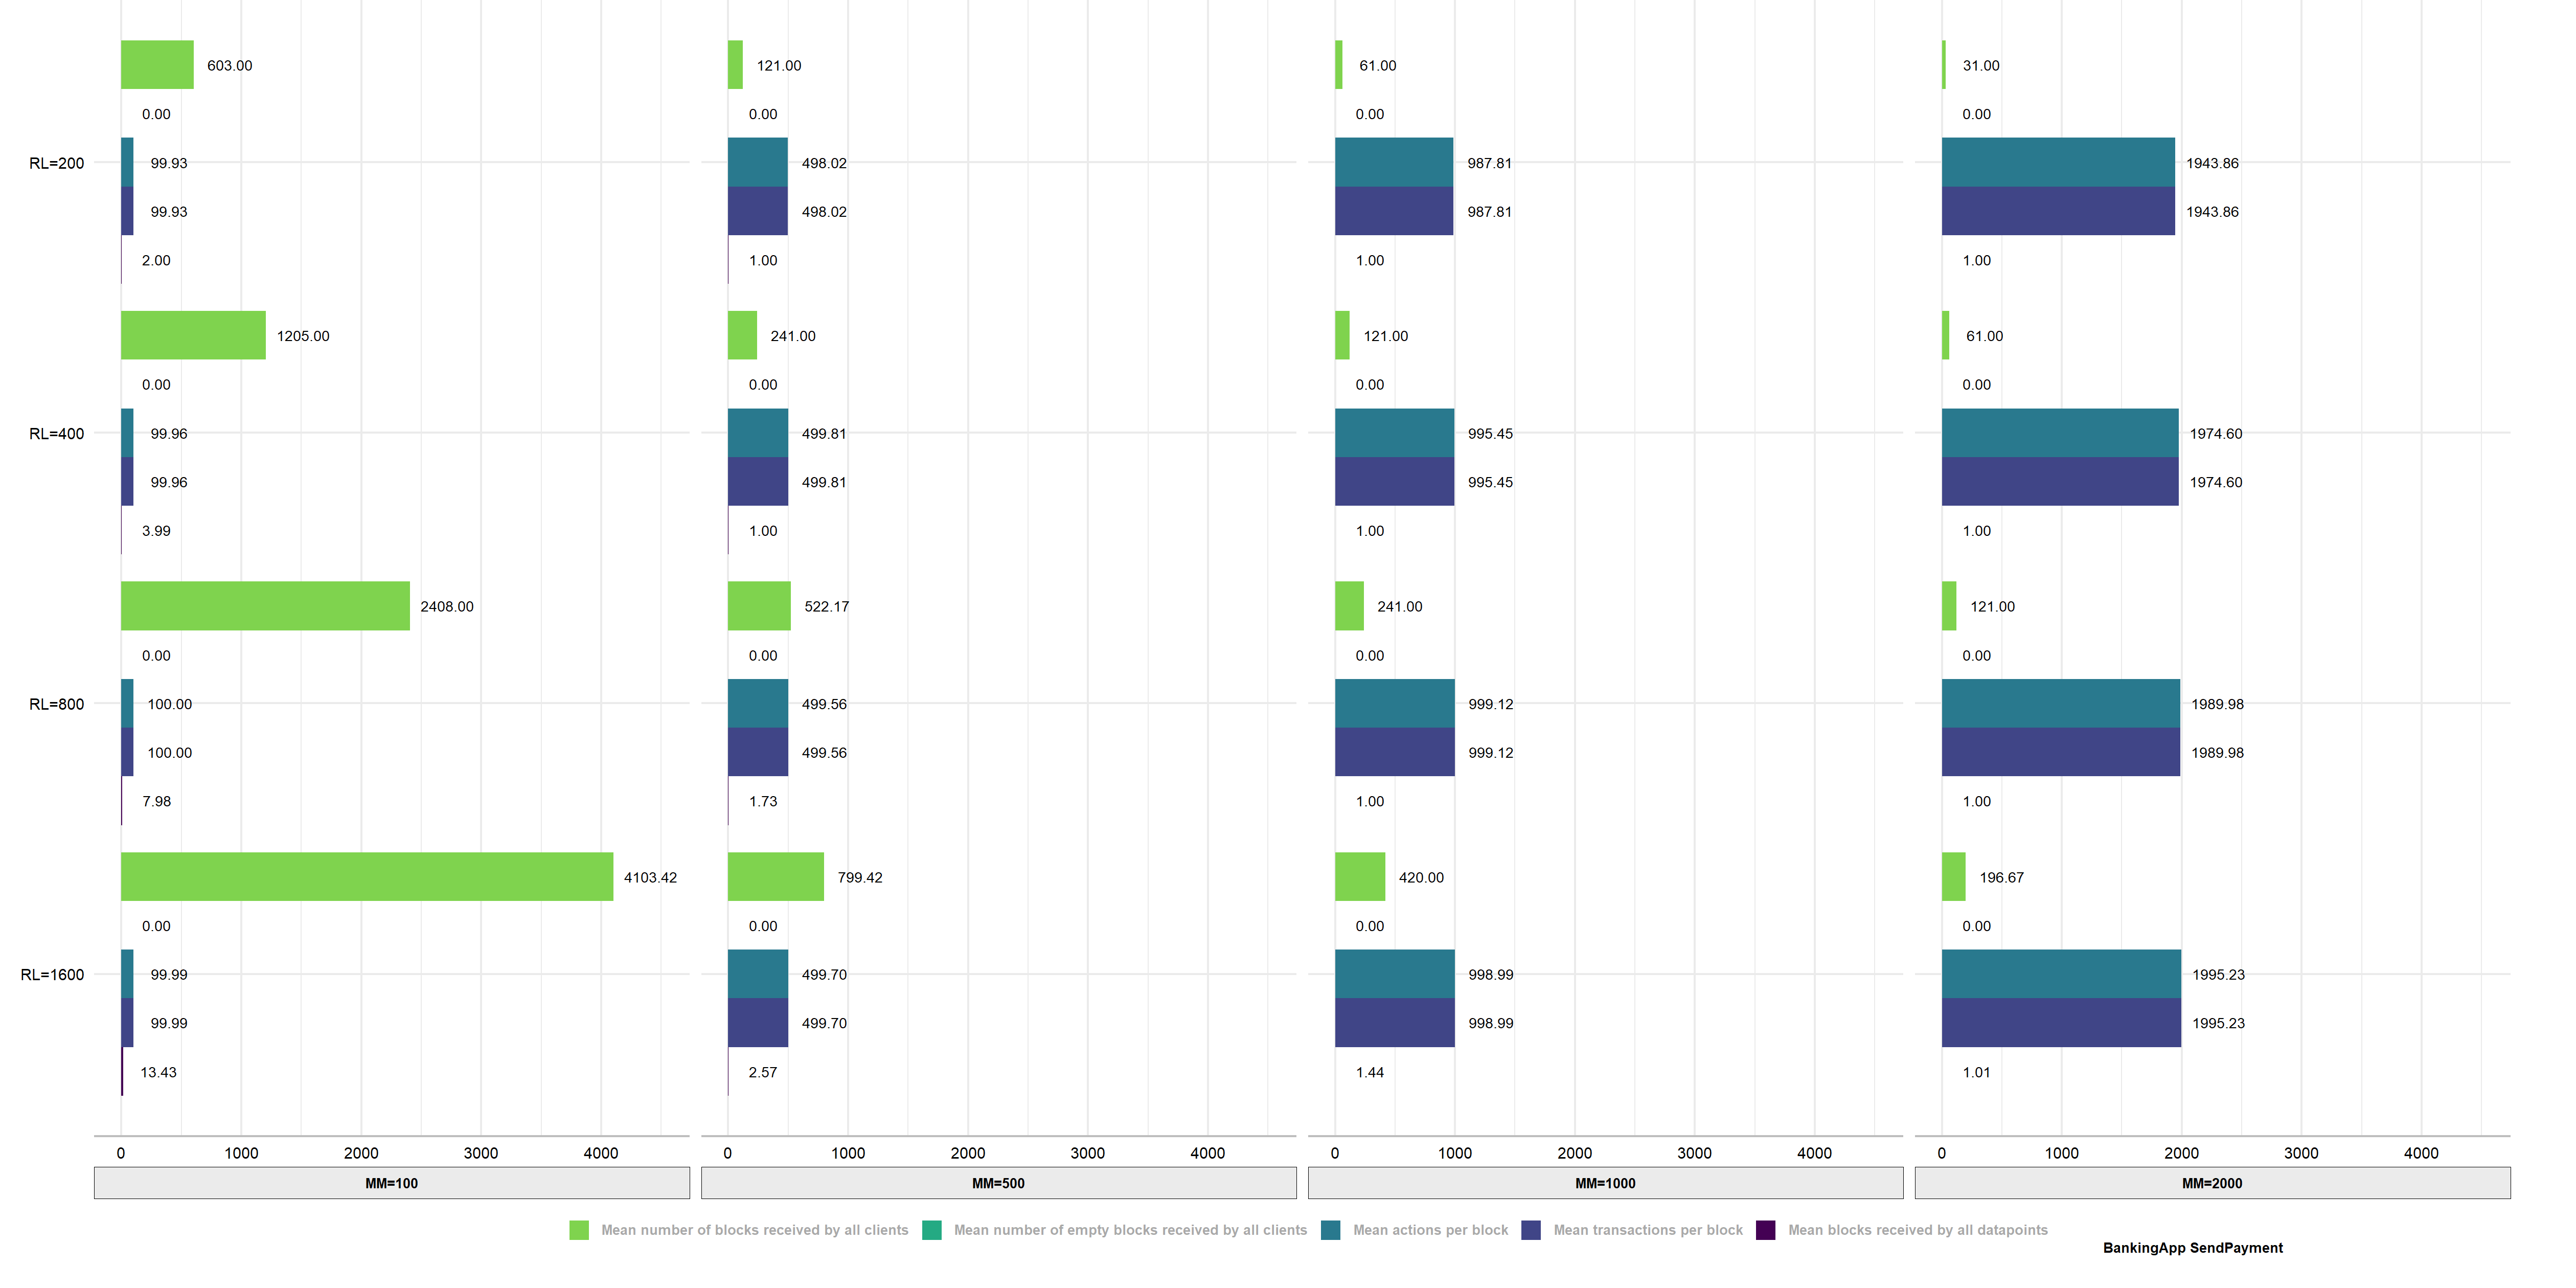 603.00 121.00 61.00 31.00
0.00 0.00 0.00 0.00
RL=200 99.93 498.02 987.81 1943.86
99.93 498.02 987.81 1943.86
2.00 1.00 1.00 1.00
1205.00 241.00 121.00 61.00
0.00 0.00 0.00 0.00
RL=400 99.96 499.81 995.45 1974.60
99.96 499.81 995.45 1974.60
3.99 1.00 1.00 1.00
2408.00 522.17 241.00 121.00
0.00 0.00 0.00 0.00
RL=800 100.00 499.56 999.12 1989.98
100.00 499.56 999.12 1989.98
7.98 1.73 1.00 1.00
4103.42 799.42 420.00 196.67
0.00 0.00 0.00 0.00
RL=1600 99.99 499.70 998.99 1995.23
99.99 499.70 998.99 1995.23
13.43 2.57 1.44 1.01
0 1000 2000 3000 4000 0 1000 2000 3000 4000 0 1000 2000 3000 4000 0 1000 2000 3000 4000
MM=100 MM=500 MM=1000 MM=2000
Mean number of blocks received by all clients Mean number of empty blocks received by all clients Mean actions per block Mean transactions per block Mean blocks received by all datapoints
BankingApp SendPayment